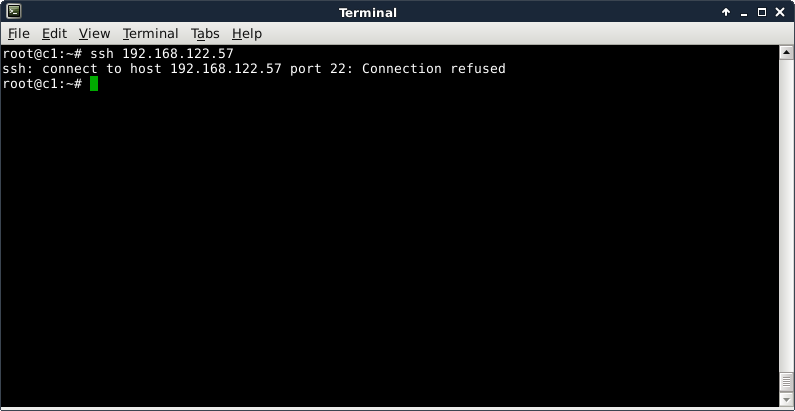 Terminal
File Edit View Terminal Tabs Help
root@c1:~# ssh 192.168.122.57
ssh: connect to host 192.168.122.57 port 22: Connection refused
root@c1:~#